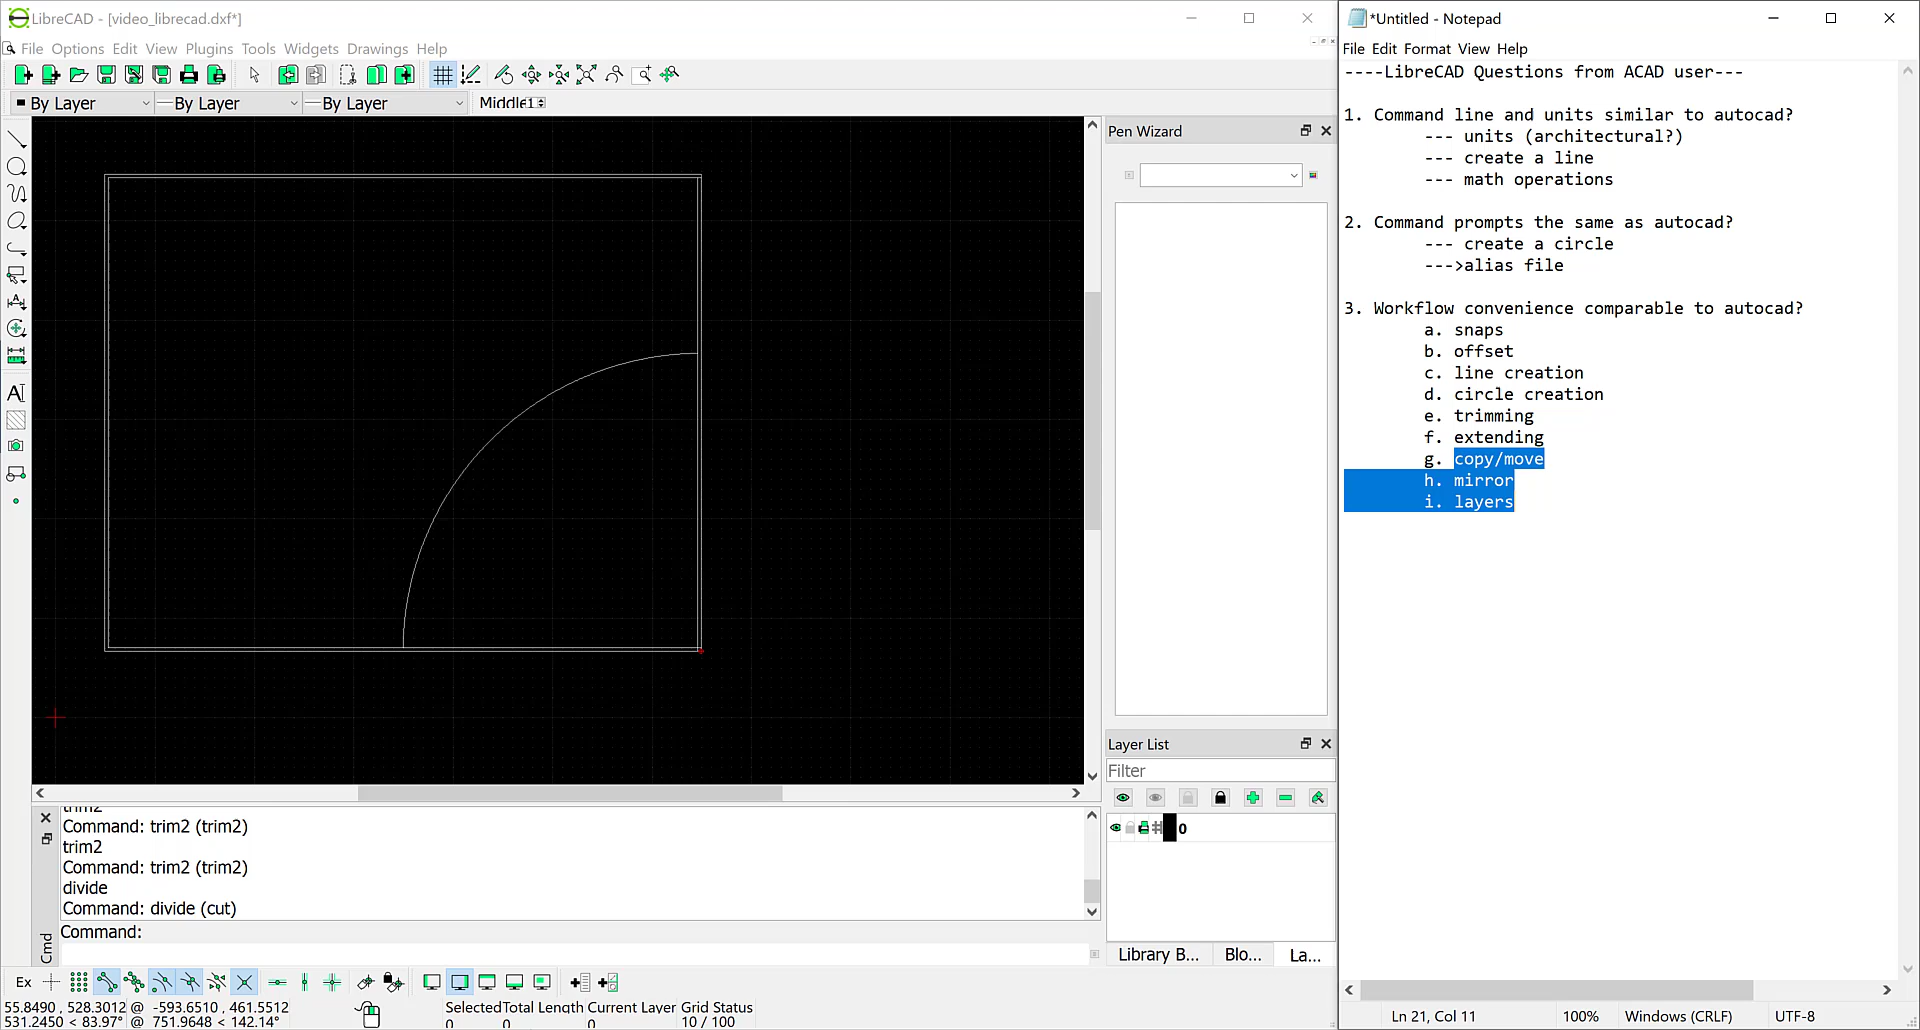 LibreCAD - [video_librecad.dxf*]
File Options Edit View Plugins Tools Widgets Drawings Help
By Layer
By Layer
By Layer
Middle
1
Pen Wizard
Layer List
Filter
0
Library B...
Blo...
La...
trim2
Command: trim2 (trim2)
trim2
Command: trim2 (trim2)
divide
Command: divide (cut)
Command:
Cmd
Ex
55.8490 , 528.3012 @ -593.6510 , 461.5512
531.2450 < 83.97° @ 751.9648 < 142.14°
Selected Total Length Current Layer Grid Status
0 0 0 10 / 100
*Untitled - Notepad
File Edit Format View Help
----LibreCAD Questions from ACAD user---
1. Command line and units similar to autocad?
--- units (architectural?)
--- create a line
--- math operations
2. Command prompts the same as autocad?
--- create a circle
--->alias file
3. Workflow convenience comparable to autocad?
a. snaps
b. offset
c. line creation
d. circle creation
e. trimming
f. extending
g. copy/move
h. mirror
i. layers
Ln 21, Col 11 100% Windows (CRLF) UTF-8